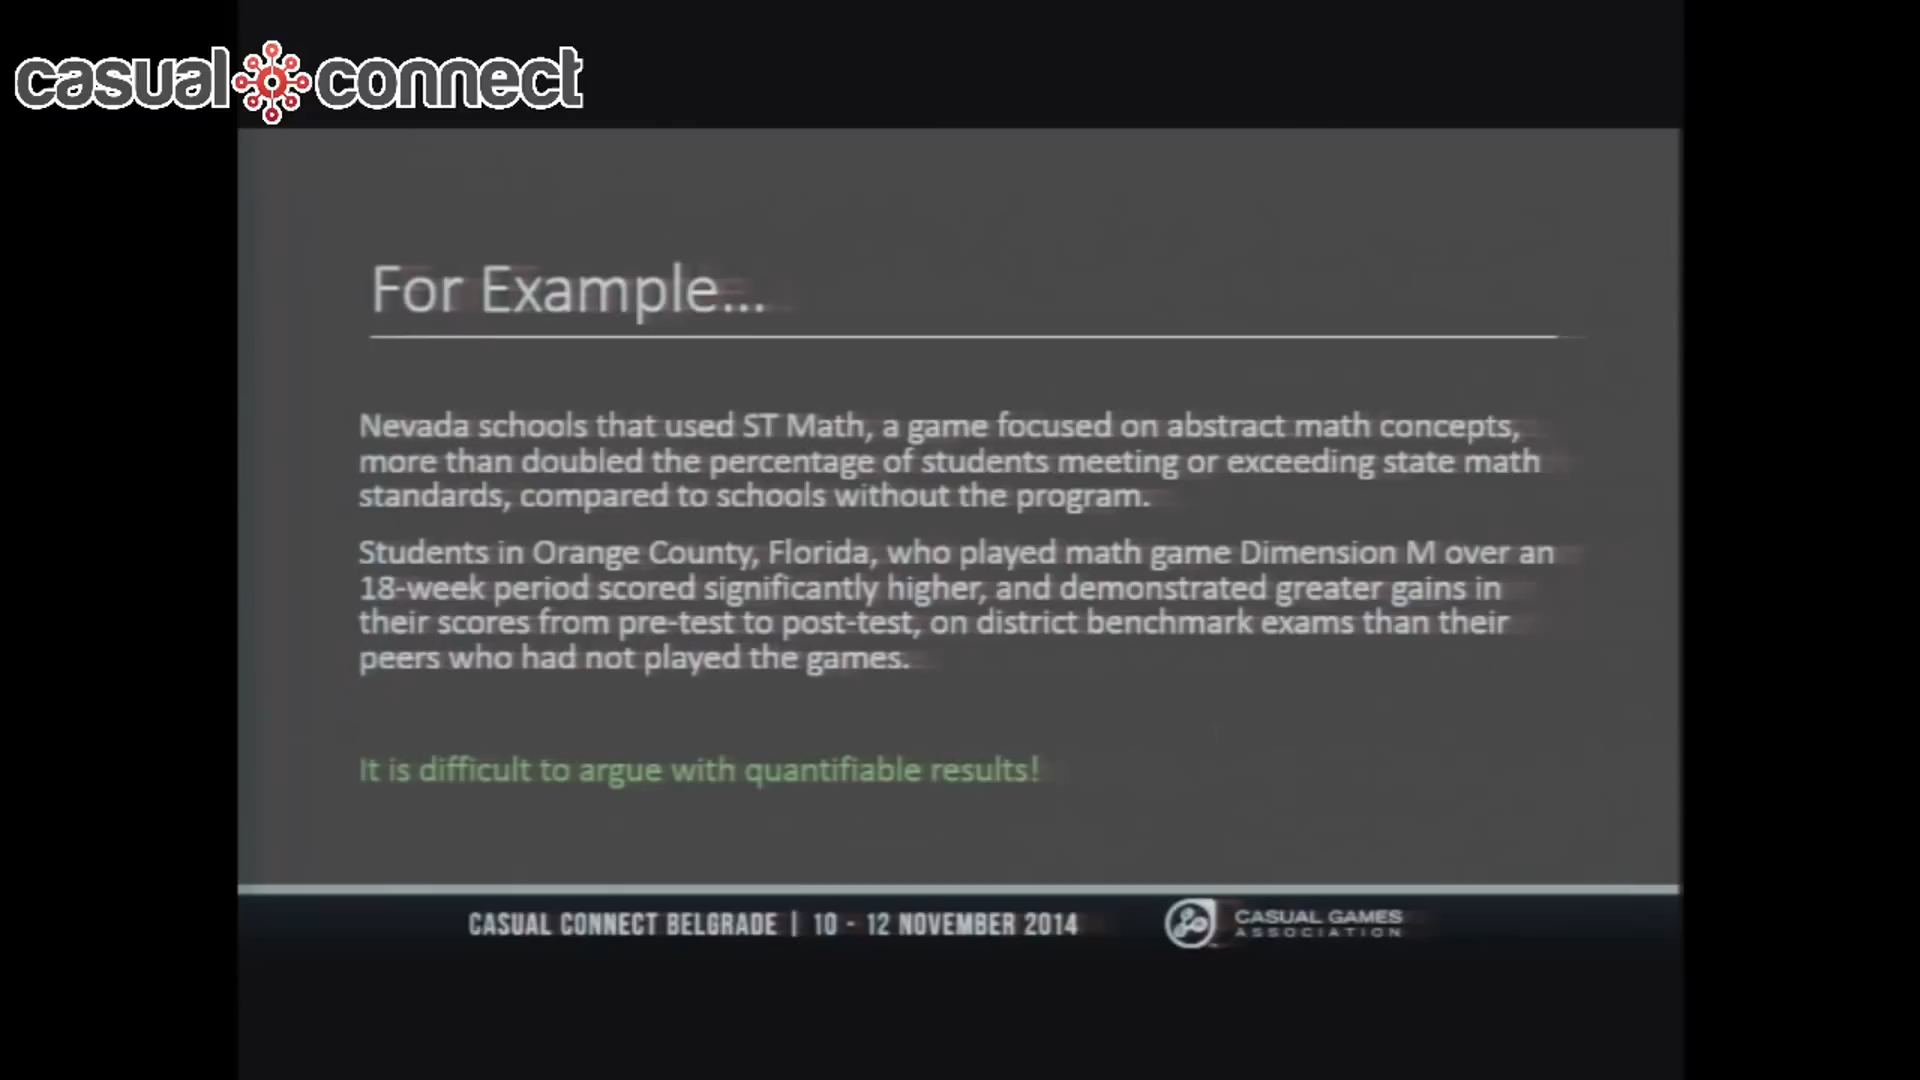 casual connect
For Example...
Nevada schools that used ST Math, a game focused on abstract math concepts,
more than doubled the percentage of students meeting or exceeding state math
standards, compared to schools without the program.
Students in Orange County, Florida, who played math game Dimension M over an
18-week period scored significantly higher, and demonstrated greater gains in
their scores from pre-test to post-test, on district benchmark exams than their
peers who had not played the games.
It is difficult to argue with quantifiable results!
CASUAL CONNECT BELGRADE | 10 - 12 NOVEMBER 2014
CASUAL GAMES
ASSOCIATION